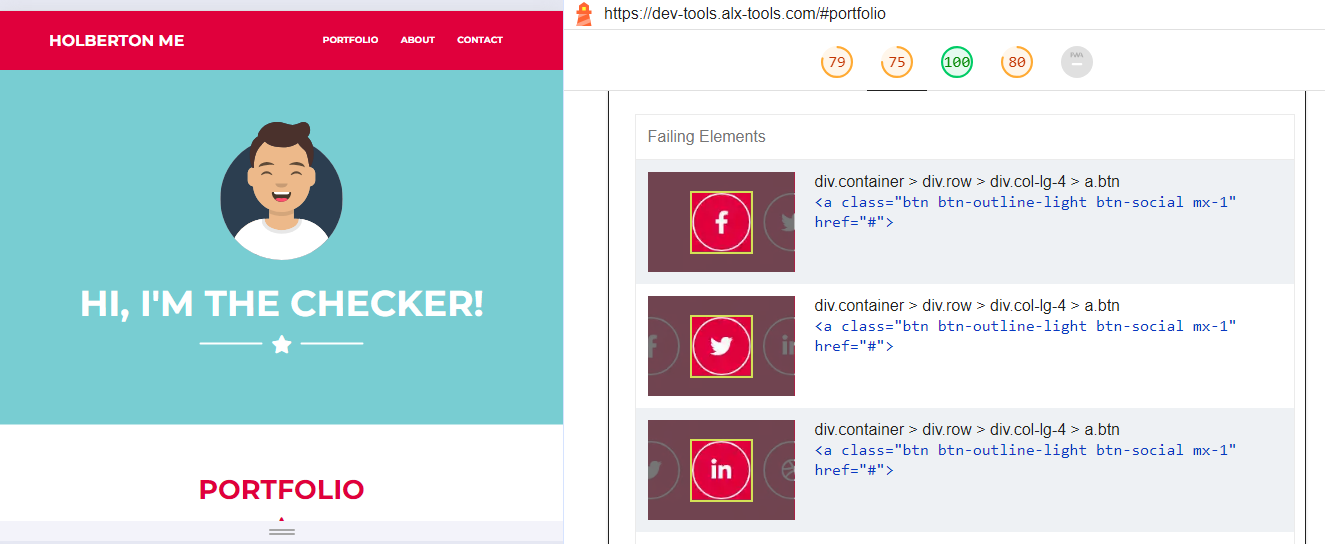 HOLBERTON ME
PORTFOLIO ABOUT CONTACT
HI, I'M THE CHECKER!
PORTFOLIO
https://dev-tools.alx-tools.com/#portfolio
79 75 100 80
Failing Elements
div.container > div.row > div.col-lg-4 > a.btn
<a class="btn btn-outline-light btn-social mx-1"
href="#">
div.container > div.row > div.col-lg-4 > a.btn
<a class="btn btn-outline-light btn-social mx-1"
href="#">
in
div.container > div.row > div.col-lg-4 > a.btn
<a class="btn btn-outline-light btn-social mx-1"
href="#">